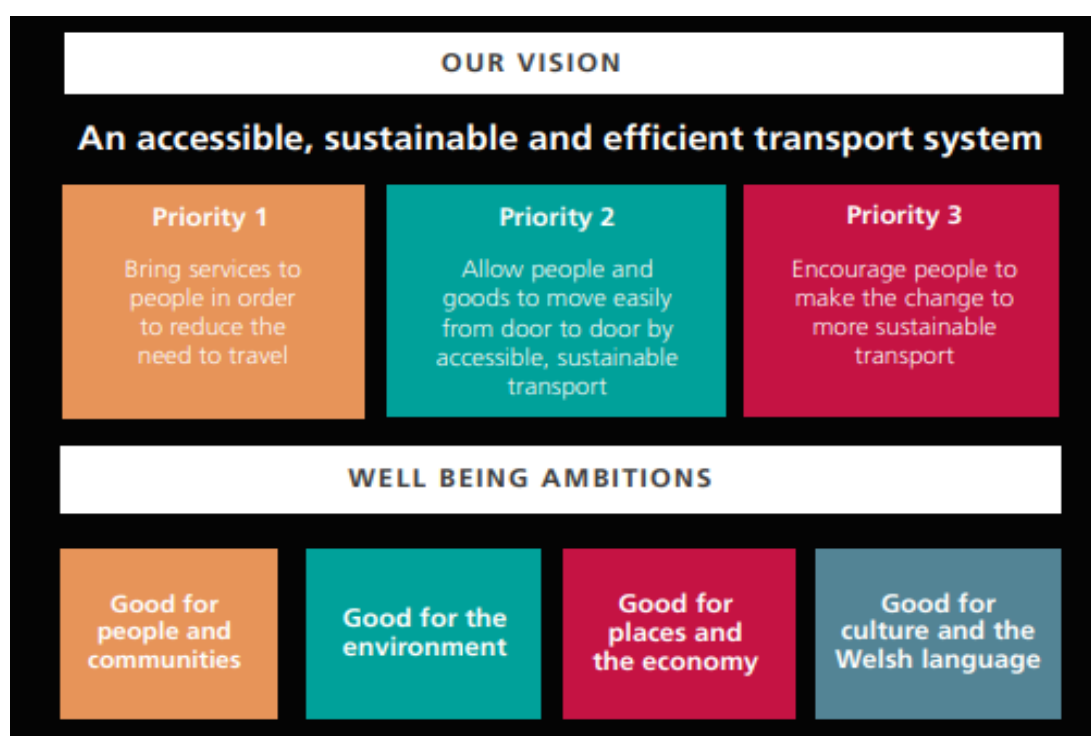 OUR VISION
An accessible, sustainable and efficient transport system
Priority 1
Bring services to
people in order
to reduce the
need to travel
Priority 2
Allow people and
goods to move easily
from door to door by
accessible, sustainable
transport
Priority 3
Encourage people to
make the change to
more sustainable
transport
WELL BEING AMBITIONS
Good for
people and
communities
Good for the
environment
Good for
places and
the economy
Good for
culture and the
Welsh language